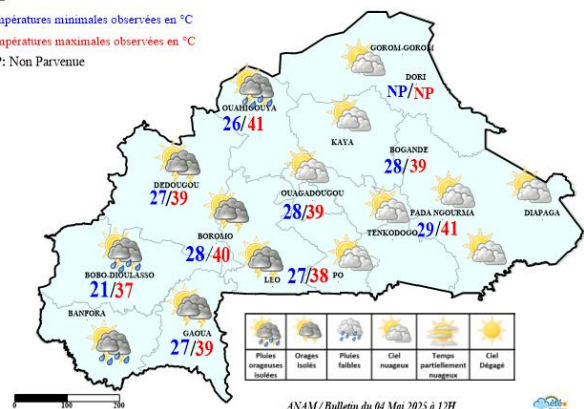 mpératures minimales observées en °C
mpératures maximales observées en °C
P: Non Parvenue
GOROM-GOROM
DORI
NP/NP
OUAHIGOUYA
26/41
KAYA
BOGANDE
28/39
DEDOUGOU
27/39
OUAGADOUGOU
28/39
DIAPAGA
FADA NGOURMA
29/41
TENKODOGO
BOROMO
28/40
BOBO-DIOULASSO
21/37
LEO
27/38
PO
BANFORA
GAOUA
27/39
Pluies orageuses isolées
Orages isolés
Pluies faibles
Ciel nuageux
Temps partiellement nuageux
Ciel Dégagé
0 100 200
ANAM / Bulletin du 04 Mai 2025 à 12H